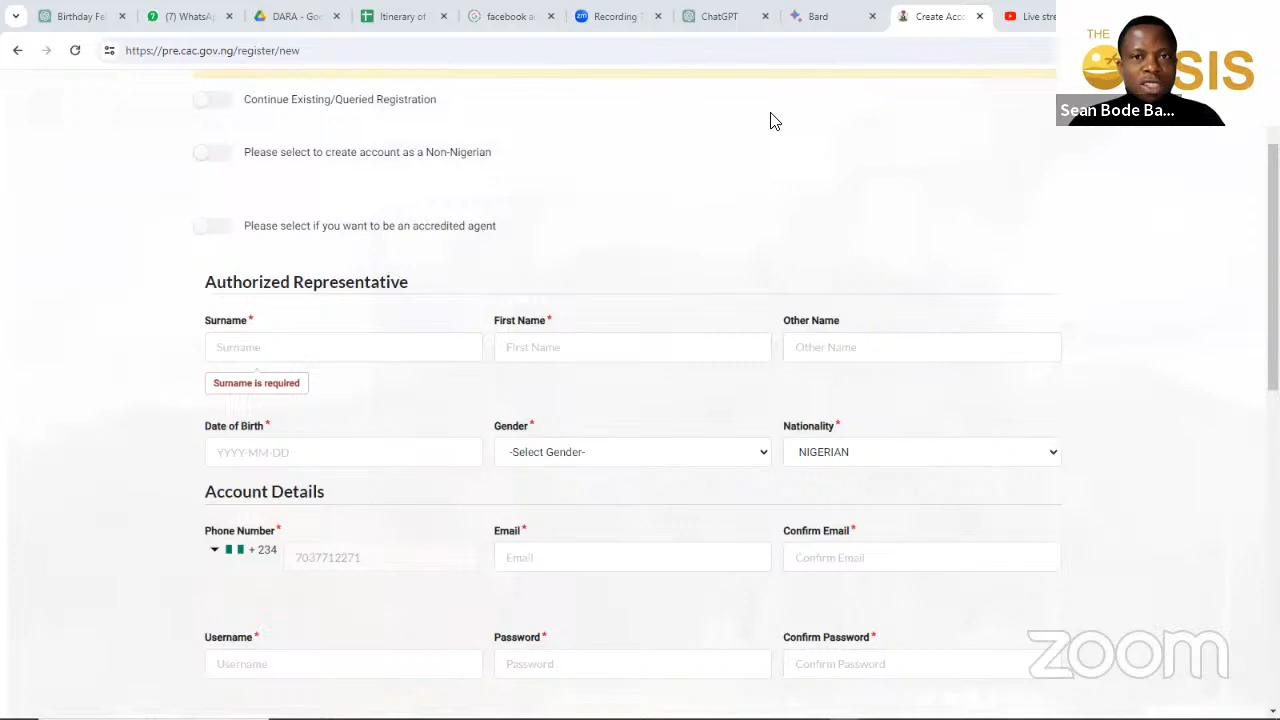 Birthday Fe
(7) WhatsA
DARA - Go
Itinerary of
facebook a
Recording
ChatGPT
Bard
Create Acc
Live stre
https://pre.cac.gov.ng/register/new
THE
SIS
Sean Bode Ba...
Continue Existing/Queried Registration
Please select to create account as a Non-Nigerian
Please select if you want to be an accredited agent
Authorized Representative
Surname * First Name * Other Name
Surname First Name Other Name
Surname is required
Date of Birth * Gender * Nationality *
YYYY-MM-DD -Select Gender- NIGERIAN
Account Details
Phone Number * Email * Confirm Email *
+ 234 7037712271 Email Confirm Email
Username * Password * Confirm Password *
Username Password Confirm Password
zoom